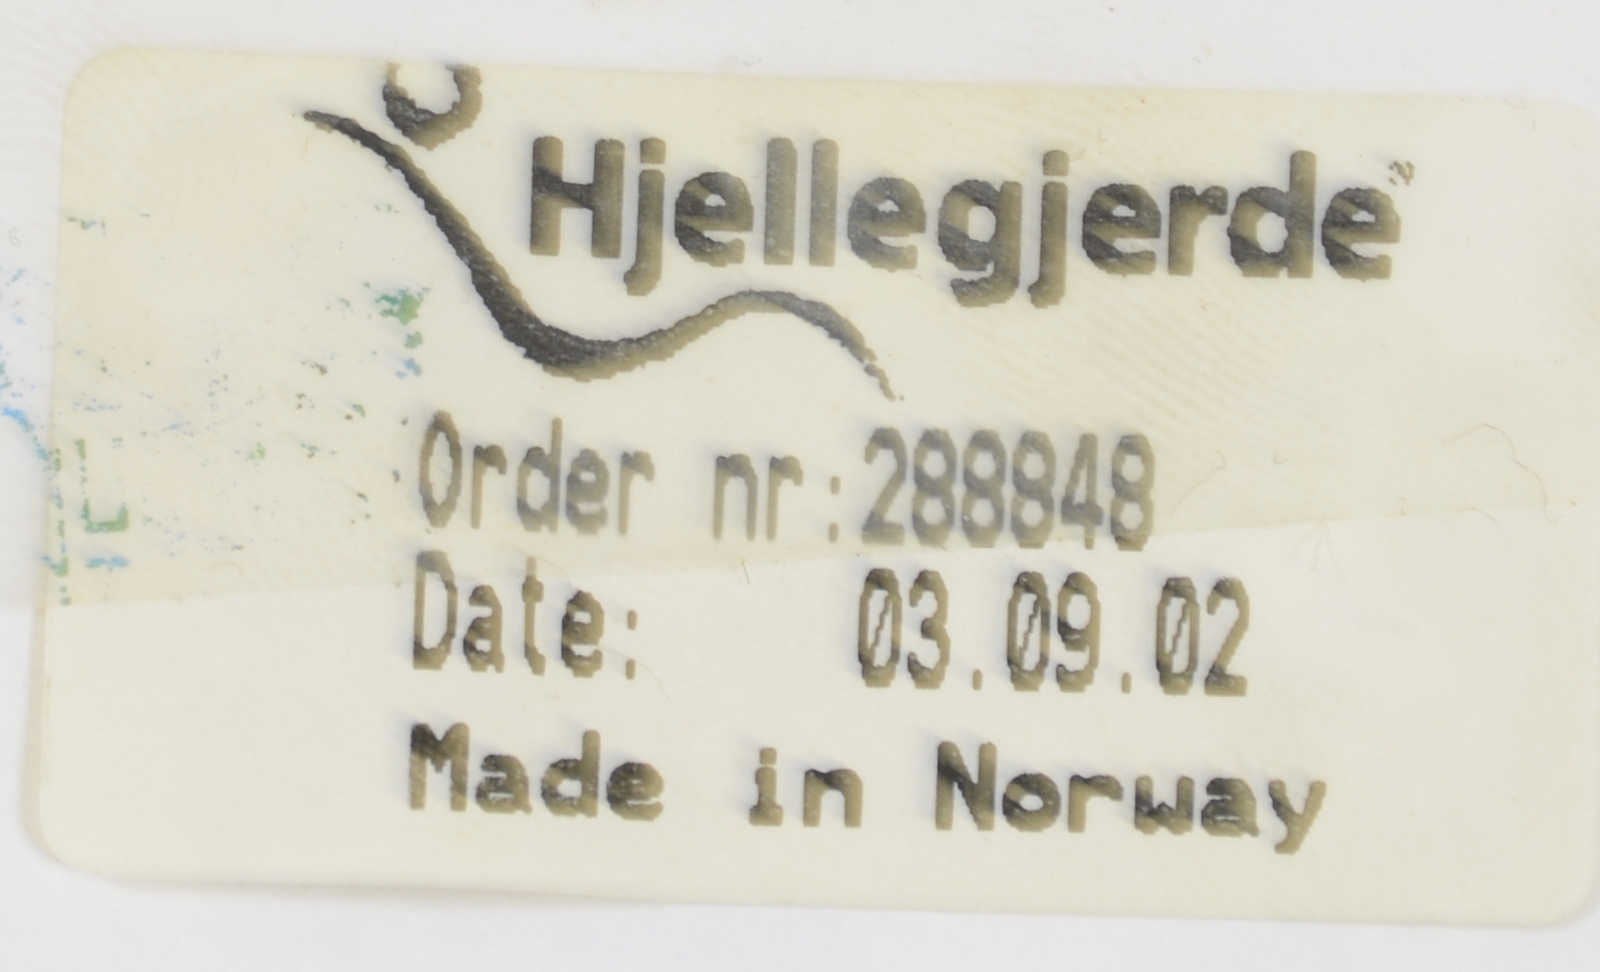 Hjellegjerde
Order nr:288848
Date: 03.09.02
Made in Norway